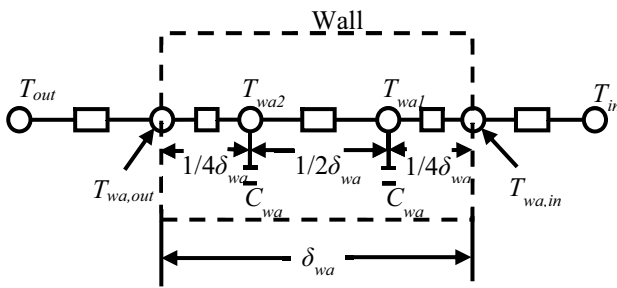 Wall
T_out T_wa2 T_wa1 T_in
1/4δ_wa 1/2δ_wa 1/4δ_wa
T_wa,out C_wa C_wa T_wa,in
δ_wa